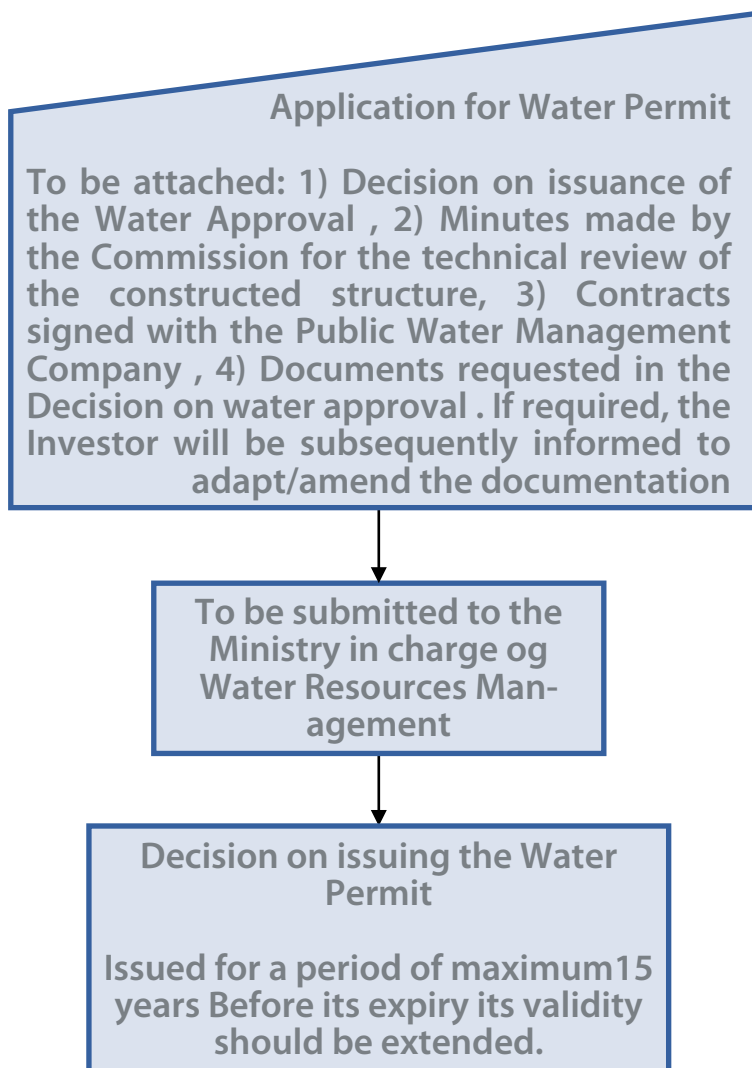 Application for Water Permit
To be attached: 1) Decision on issuance of
the Water Approval , 2) Minutes made by
the Commission for the technical review of
the constructed structure, 3) Contracts
signed with the Public Water Management
Company , 4) Documents requested in the
Decision on water approval . If required, the
Investor will be subsequently informed to
adapt/amend the documentation
To be submitted to the
Ministry in charge og
Water Resources Man-
agement
Decision on issuing the Water
Permit
Issued for a period of maximum15
years Before its expiry its validity
should be extended.